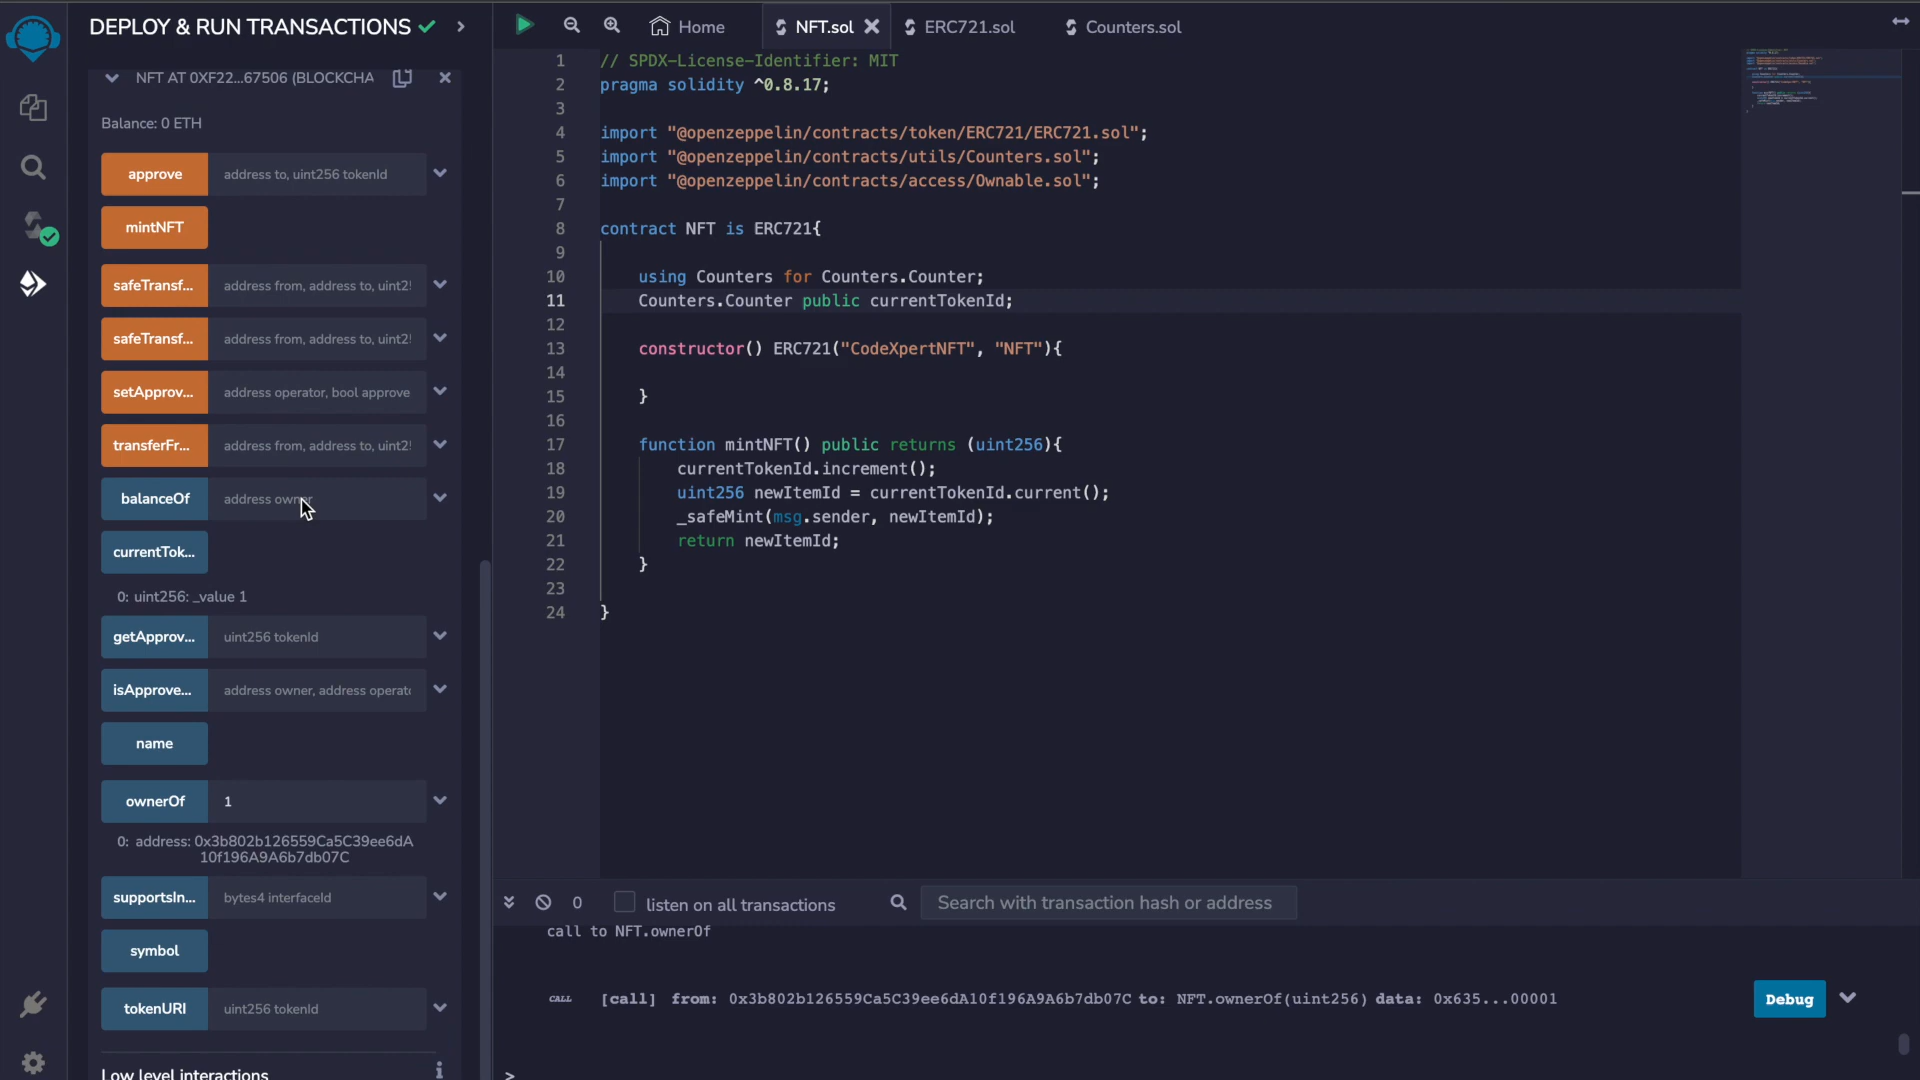 DEPLOY & RUN TRANSACTIONS
NFT AT 0XF22...67506 (BLOCKCHA
Balance: 0 ETH
approve address to, uint256 tokenId
mintNFT
safeTransf... address from, address to, uint2!
safeTransf... address from, address to, uint2!
setApprov... address operator, bool approve
transferFr... address from, address to, uint2!
balanceOf address owner
currentTok...
0: uint256: _value 1
getApprov... uint256 tokenId
isApprove... address owner, address operato
name
ownerOf 1
0: address: 0x3b802b126559Ca5C39ee6dA
10f196A9A6b7db07C
supportsIn... bytes4 interfaceId
symbol
tokenURI uint256 tokenId
Low level interactions i
Home NFT.sol ERC721.sol Counters.sol
1 // SPDX-License-Identifier: MIT
2 pragma solidity ^0.8.17;
3
4 import "@openzeppelin/contracts/token/ERC721/ERC721.sol";
5 import "@openzeppelin/contracts/utils/Counters.sol";
6 import "@openzeppelin/contracts/access/Ownable.sol";
7
8 contract NFT is ERC721{
9
10 using Counters for Counters.Counter;
11 Counters.Counter public currentTokenId;
12
13 constructor() ERC721("CodeXpertNFT", "NFT"){
14
15 }
16
17 function mintNFT() public returns (uint256){
18 currentTokenId.increment();
19 uint256 newItemId = currentTokenId.current();
20 _safeMint(msg.sender, newItemId);
21 return newItemId;
22 }
23
24 }
0 listen on all transactions Search with transaction hash or address
call to NFT.ownerOf
CALL [call] from: 0x3b802b126559Ca5C39ee6dA10f196A9A6b7db07C to: NFT.ownerOf(uint256) data: 0x635...00001 Debug
>